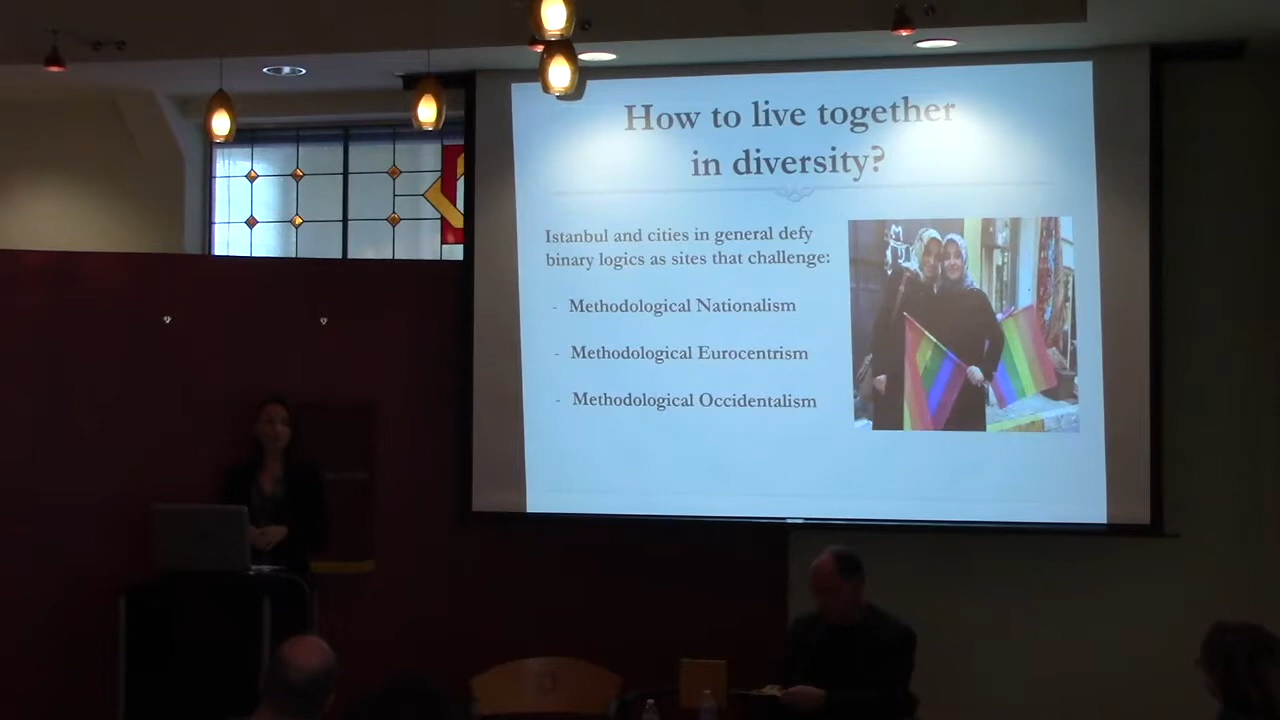 How to live together
in diversity?
Istanbul and cities in general defy
binary logics as sites that challenge:
- Methodological Nationalism
- Methodological Eurocentrism
- Methodological Occidentalism